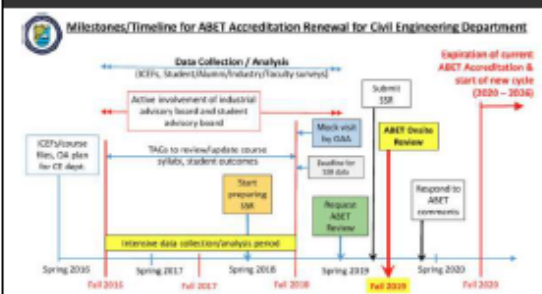 Milestones/Timeline for ABET Accreditation Renewal for Civil Engineering Department
Expiration of current
ABET Accreditation &
start of new cycle
(2020 – 2026)
Data Collection / Analysis
(ICEFs, Student/Alumni/Industry/Faculty surveys)
Submit
SSR
Active involvement of industrial
advisory board and student
advisory board
Mock visit
by OAA
ABET Onsite
Review
ICEFs/course
files, OA plan
for CE dept.
TAGs to review/update course
syllabi, student outcomes
Deadline for
SSR data
Start
preparing
SSR
Request
ABET
Review
Respond to
ABET
comments
Intensive data collection/analysis period
Spring 2016
Fall 2016
Spring 2017
Fall 2017
Spring 2018
Fall 2018
Spring 2019
Fall 2019
Spring 2020
Fall 2020